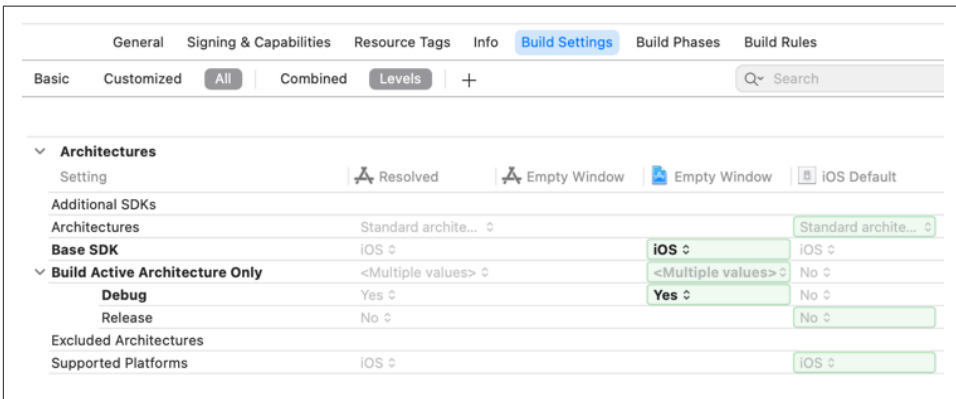 General Signing & Capabilities Resource Tags Info Build Settings Build Phases Build Rules
Basic Customized All Combined Levels + Search
Architectures
Setting Resolved Empty Window Empty Window iOS Default
Additional SDKs
Architectures Standard archite... Standard archite...
Base SDK iOS iOS iOS
Build Active Architecture Only <Multiple values> <Multiple values> No
Debug Yes Yes No
Release No No
Excluded Architectures
Supported Platforms iOS iOS